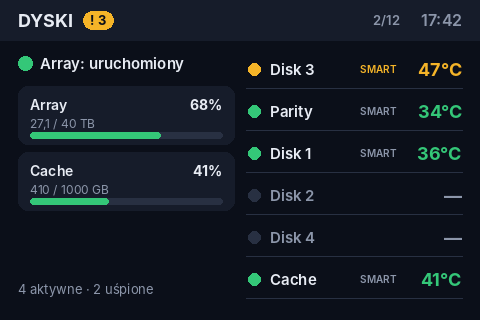 DYSKI ! 3 2/12 17:42
Array: uruchomiony
Array 68%
27,1 / 40 TB
Cache 41%
410 / 1000 GB
4 aktywne · 2 uśpione
Disk 3 SMART 47°C
Parity SMART 34°C
Disk 1 SMART 36°C
Disk 2 —
Disk 4 —
Cache SMART 41°C